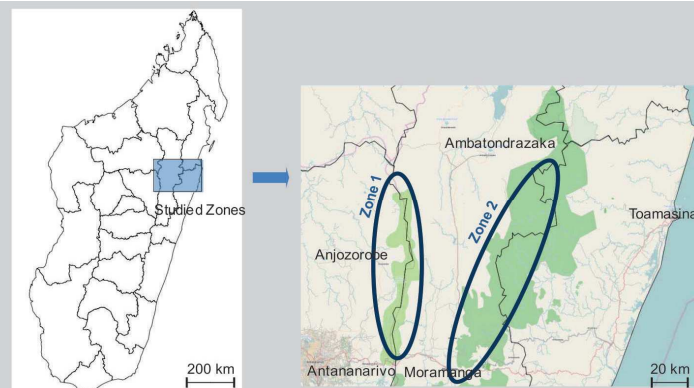 Studied Zones
200 km
Ambatondrazaka
Zone 1
Zone 2
Toamasina
Anjozorobe
Antananarivo
Moramanga
20 km